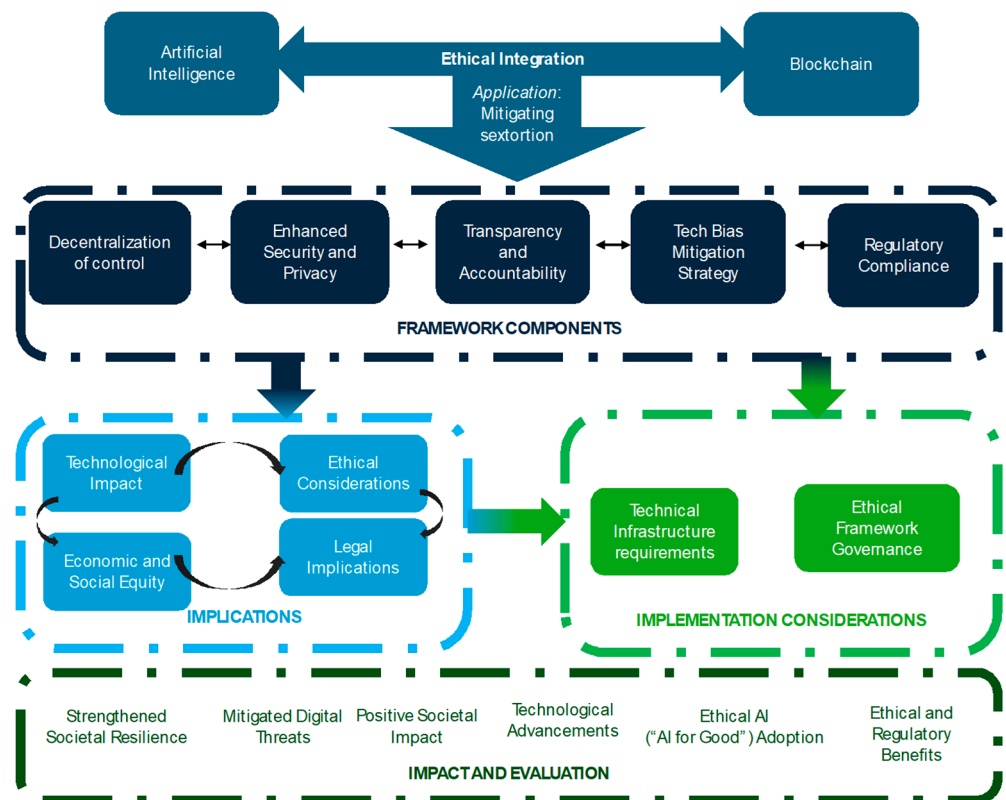 Artificial
Intelligence
Ethical Integration
Blockchain
Application:
Mitigating
sextortion
Decentralization
of control
Enhanced
Security and
Privacy
Transparency
and
Accountability
Tech Bias
Mitigation
Strategy
Regulatory
Compliance
FRAMEWORK COMPONENTS
Technological
Impact
Ethical
Considerations
Economic and
Social Equity
Legal
Implications
IMPLICATIONS
Technical
Infrastructure
requirements
Ethical
Framework
Governance
IMPLEMENTATION CONSIDERATIONS
Strengthened
Societal Resilience
Mitigated Digital
Threats
Positive Societal
Impact
Technological
Advancements
Ethical AI
(“AI for Good”) Adoption
Ethical and
Regulatory
Benefits
IMPACT AND EVALUATION